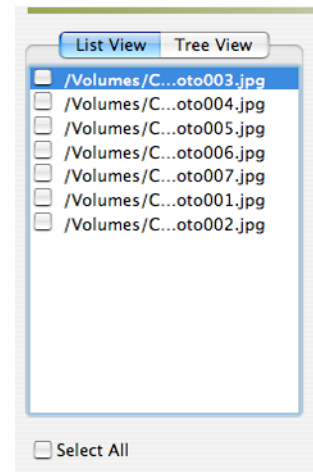 List View Tree View
/Volumes/C...oto003.jpg
/Volumes/C...oto004.jpg
/Volumes/C...oto005.jpg
/Volumes/C...oto006.jpg
/Volumes/C...oto007.jpg
/Volumes/C...oto001.jpg
/Volumes/C...oto002.jpg
Select All